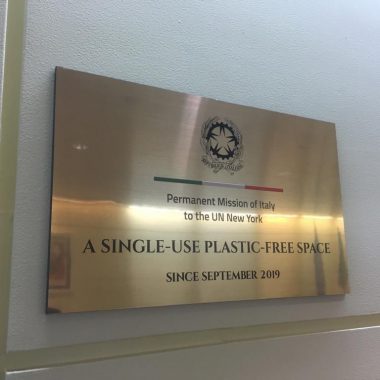 Permanent Mission of Italy
to the UN New York
A SINGLE-USE PLASTIC-FREE SPACE
SINCE SEPTEMBER 2019